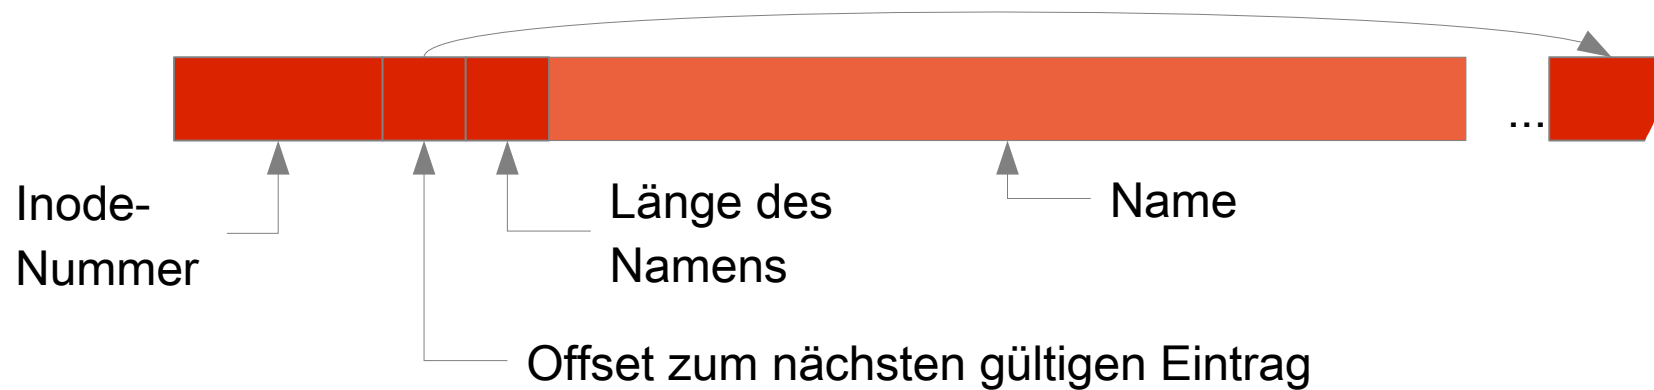 ...
Inode-
Nummer
Länge des
Namens
Name
Offset zum nächsten gültigen Eintrag